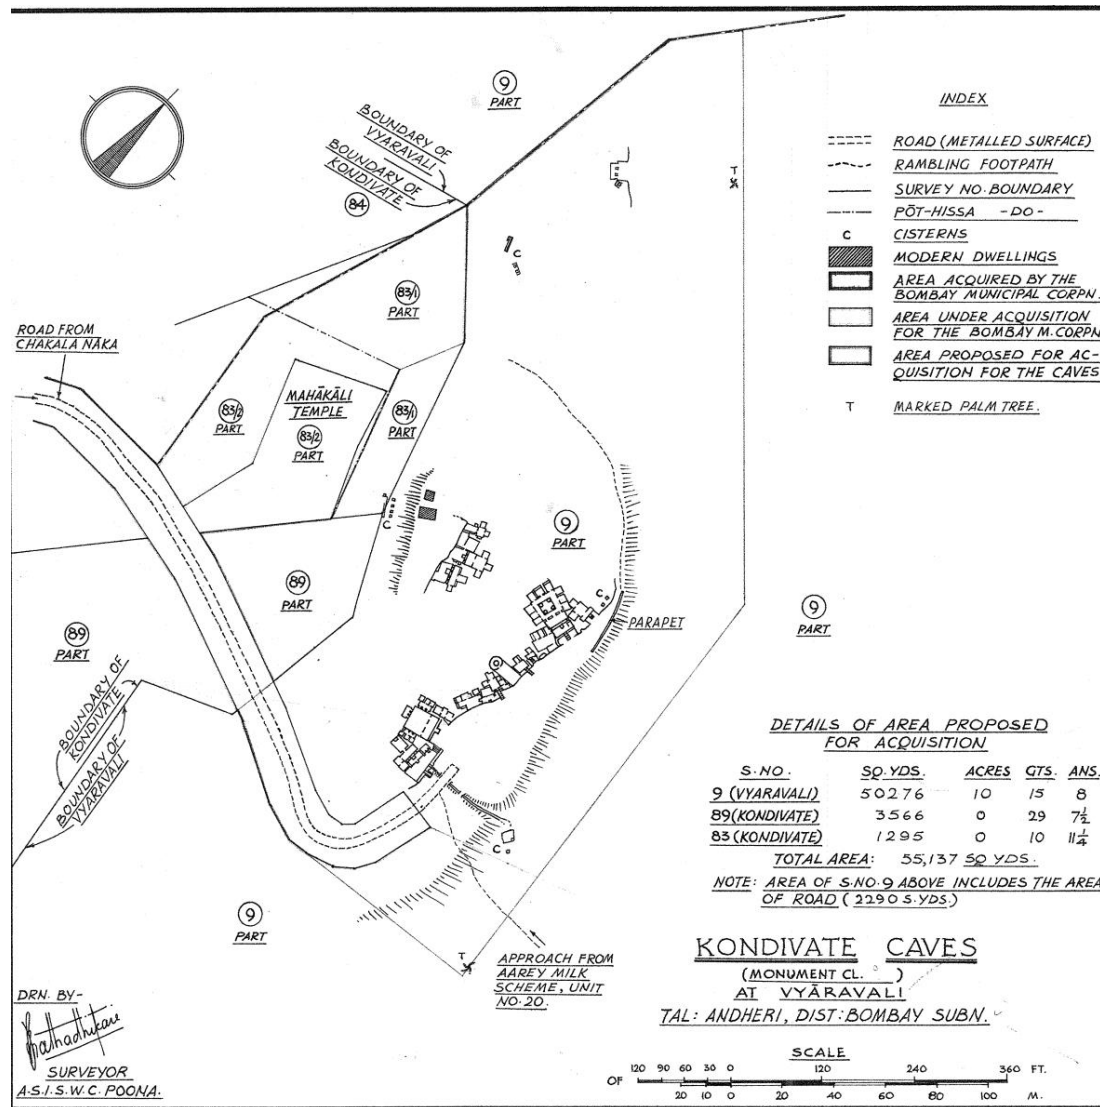 9
PART
BOUNDARY OF
VYARAVALI
BOUNDARY OF
KONDIVATE
84
INDEX
ROAD (METALLED SURFACE)
RAMBLING FOOTPATH
SURVEY NO. BOUNDARY
PŌT-HISSA -DO-
C CISTERNS
MODERN DWELLINGS
AREA ACQUIRED BY THE
BOMBAY MUNICIPAL CORPN.
AREA UNDER ACQUISITION
FOR THE BOMBAY M. CORPN
AREA PROPOSED FOR AC-
QUISITION FOR THE CAVES
T MARKED PALM TREE.
T
C
83/1
PART
ROAD FROM
CHAKALA NĀKA
MAHĀKĀLI
TEMPLE
83/2
PART
83/2
PART
83/1
PART
C
9
PART
89
PART
C
PARAPET
9
PART
89
PART
BOUNDARY OF
KONDIVATE
BOUNDARY OF
VYARAVALI
C
9
PART
T
APPROACH FROM
AAREY MILK
SCHEME, UNIT
NO. 20.
DETAILS OF AREA PROPOSED
FOR ACQUISITION
S. NO. SQ. YDS. ACRES GTS. ANS.
9 (VYARAVALI) 50276 10 15 8
89 (KONDIVATE) 3566 0 29 7½
83 (KONDIVATE) 1295 0 10 11¼
TOTAL AREA: 55,137 SQ YDS.
NOTE: AREA OF S. NO. 9 ABOVE INCLUDES THE AREA
OF ROAD (2290 S. YDS.)
KONDIVATE CAVES
(MONUMENT CL. )
AT VYĀRAVALI
TAL: ANDHERI, DIST: BOMBAY SUBN.
DRN. BY-
SURVEYOR
A.S.I.S.W.C. POONA.
SCALE
OF 120 90 60 30 0 120 240 360 FT.
20 10 0 20 40 60 80 100 M.